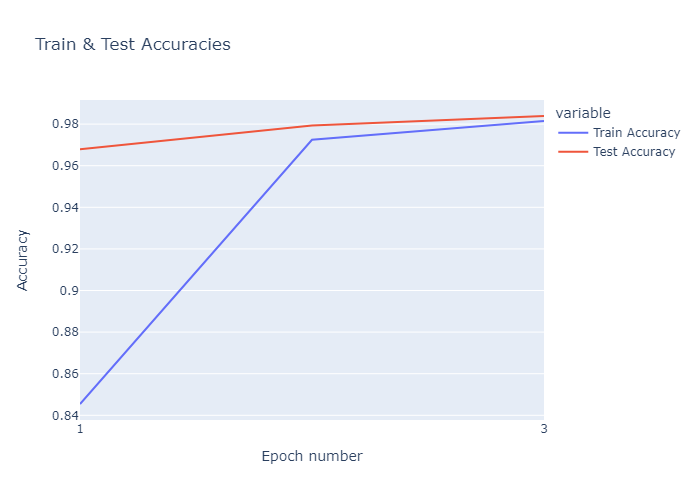 Train & Test Accuracies
variable
Train Accuracy
Test Accuracy
Accuracy
0.98
0.96
0.94
0.92
0.9
0.88
0.86
0.84
1
3
Epoch number